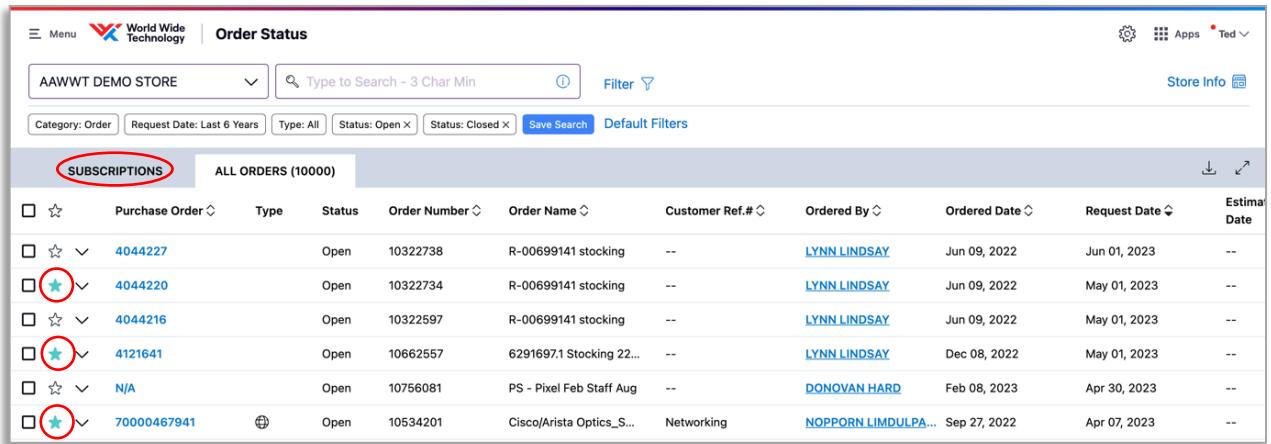 Menu World Wide Technology Order Status Apps Ted
AAWWT DEMO STORE Type to Search - 3 Char Min Filter Store Info
Category: Order Request Date: Last 6 Years Type: All Status: Open × Status: Closed × Save Search Default Filters
SUBSCRIPTIONS ALL ORDERS (10000)
Purchase Order Type Status Order Number Order Name Customer Ref.# Ordered By Ordered Date Request Date Estimat Date
4044227 Open 10322738 R-00699141 stocking -- LYNN LINDSAY Jun 09, 2022 Jun 01, 2023 --
4044220 Open 10322734 R-00699141 stocking -- LYNN LINDSAY Jun 09, 2022 May 01, 2023 --
4044216 Open 10322597 R-00699141 stocking -- LYNN LINDSAY Jun 09, 2022 May 01, 2023 --
4121641 Open 10662557 6291697.1 Stocking 22... -- LYNN LINDSAY Dec 08, 2022 May 01, 2023 --
N/A Open 10756081 PS - Pixel Feb Staff Aug -- DONOVAN HARD Feb 08, 2023 Apr 30, 2023 --
70000467941 Open 10534201 Cisco/Arista Optics_S... Networking NOPPORN LIMDULPA... Sep 27, 2022 Apr 07, 2023 --